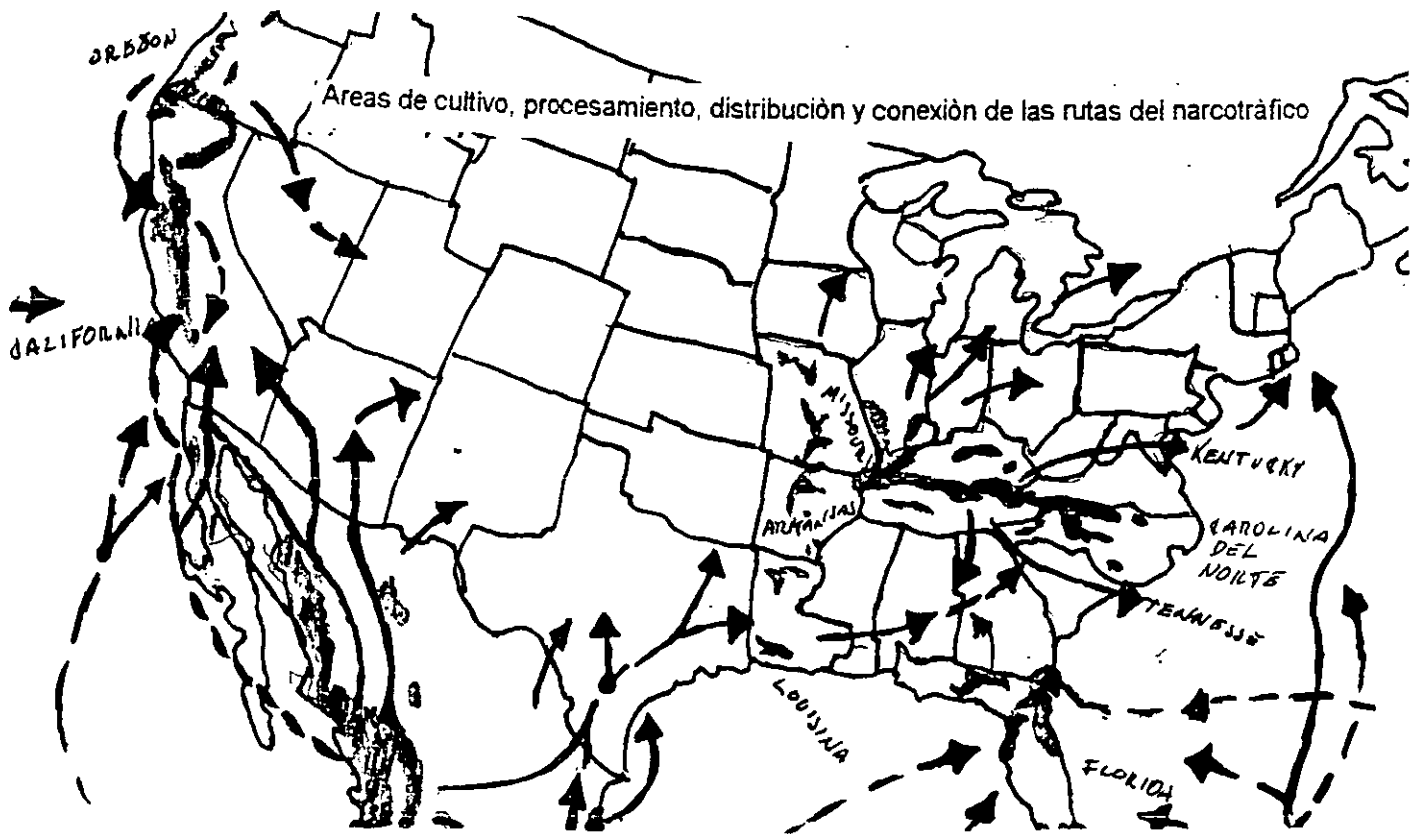 OREGON
Areas de cultivo, procesamiento, distribuciòn y conexiòn de las rutas del narcotràfico
CALIFORNIA
MISSOURI
KENTURKY
ARKANSAS
CAROLINA
DEL
NORTE
TENNESSE
LOUISINA
FLORIDA